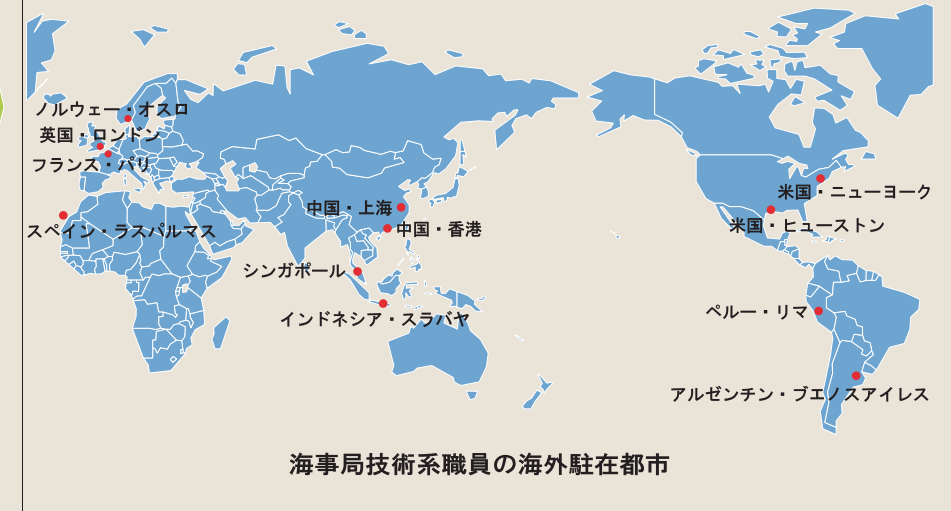 ノルウェー・オスロ
英国・ロンドン
フランス・パリ
スペイン・ラスパルマス
中国・上海
中国・香港
シンガポール
インドネシア・スラバヤ
米国・ニューヨーク
米国・ヒューストン
ペルー・リマ
アルゼンチン・ブエノスアイレス
海事局技術系職員の海外駐在都市